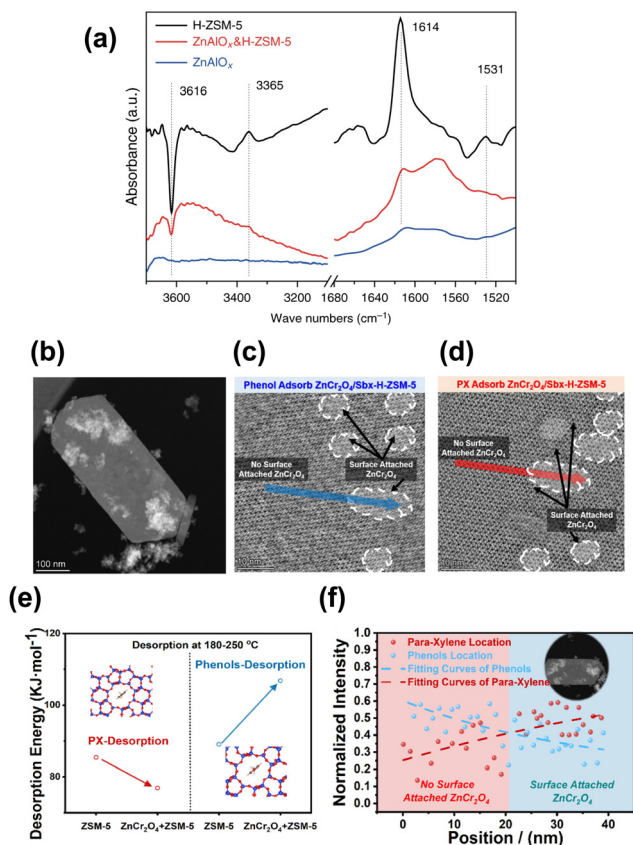 (a)
H-ZSM-5
ZnAlOₓ&H-ZSM-5
ZnAlOₓ
3616
3365
1614
1531
Absorbance (a.u.)
3600
3400
3200
1680
1640
1600
1560
1520
Wave numbers (cm⁻¹)
(b)
100 nm
(c)
Phenol Adsorb ZnCr₂O₄/Sbx-H-ZSM-5
No Surface
Attached ZnCr₂O₄
Surface Attached
ZnCr₂O₄
10 nm
(d)
PX Adsorb ZnCr₂O₄/Sbx-H-ZSM-5
No Surface
Attached ZnCr₂O₄
Surface Attached
ZnCr₂O₄
(e)
Desorption Energy (KJ·mol⁻¹)
120
100
80
Desorption at 180-250 °C
Phenols-Desorption
PX-Desorption
ZSM-5
ZnCr₂O₄+ZSM-5
ZSM-5
ZnCr₂O₄+ZSM-5
(f)
Normalized Intensity
1.0
0.9
0.8
0.7
0.6
0.5
0.4
0.3
0.2
0.1
0.0
Para-Xylene Location
Phenols Location
Fitting Curves of Phenols
Fitting Curves of Para-Xylene
No Surface
Attached ZnCr₂O₄
Surface Attached
ZnCr₂O₄
0
10
20
30
40
Position / (nm)